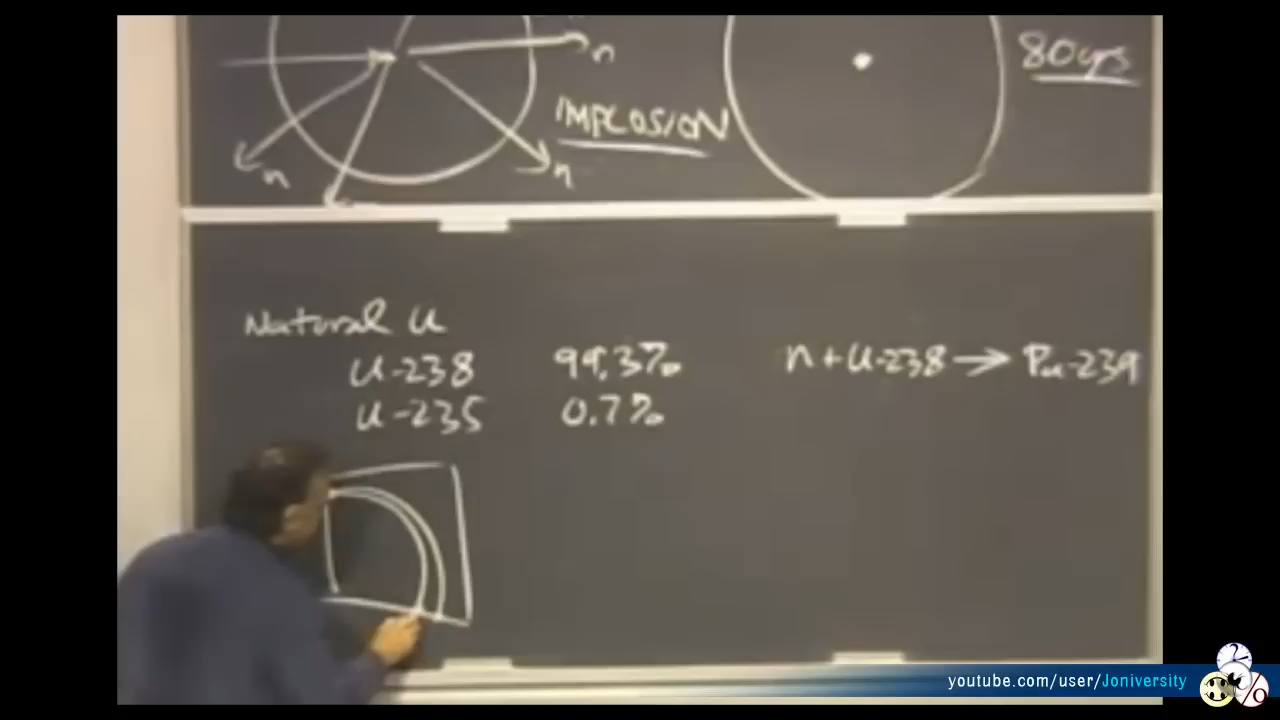 n
80yrs
IMPLOSION
n
n
Natural U
U-238 99.3% n + U-238 → Pu-239
U-235 0.7%
youtube.com/user/Joniversity